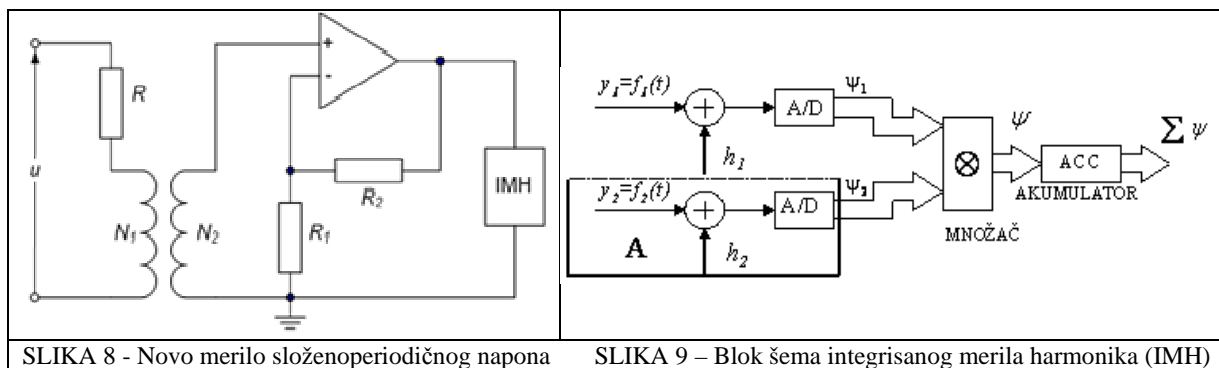 u
R
N1
N2
+
-
R1
R2
IMH
y1=f1(t)
+
h1
A/D
Ψ1
y2=f2(t)
+
h2
A/D
Ψ2
A
⊗
MNOŽAČ
Ψ
ACC
AKUMULATOR
∑ ψ
SLIKA 8 - Novo merilo složenoperiodičnog napona
SLIKA 9 – Blok šema integrisanog merila harmonika (IMH)